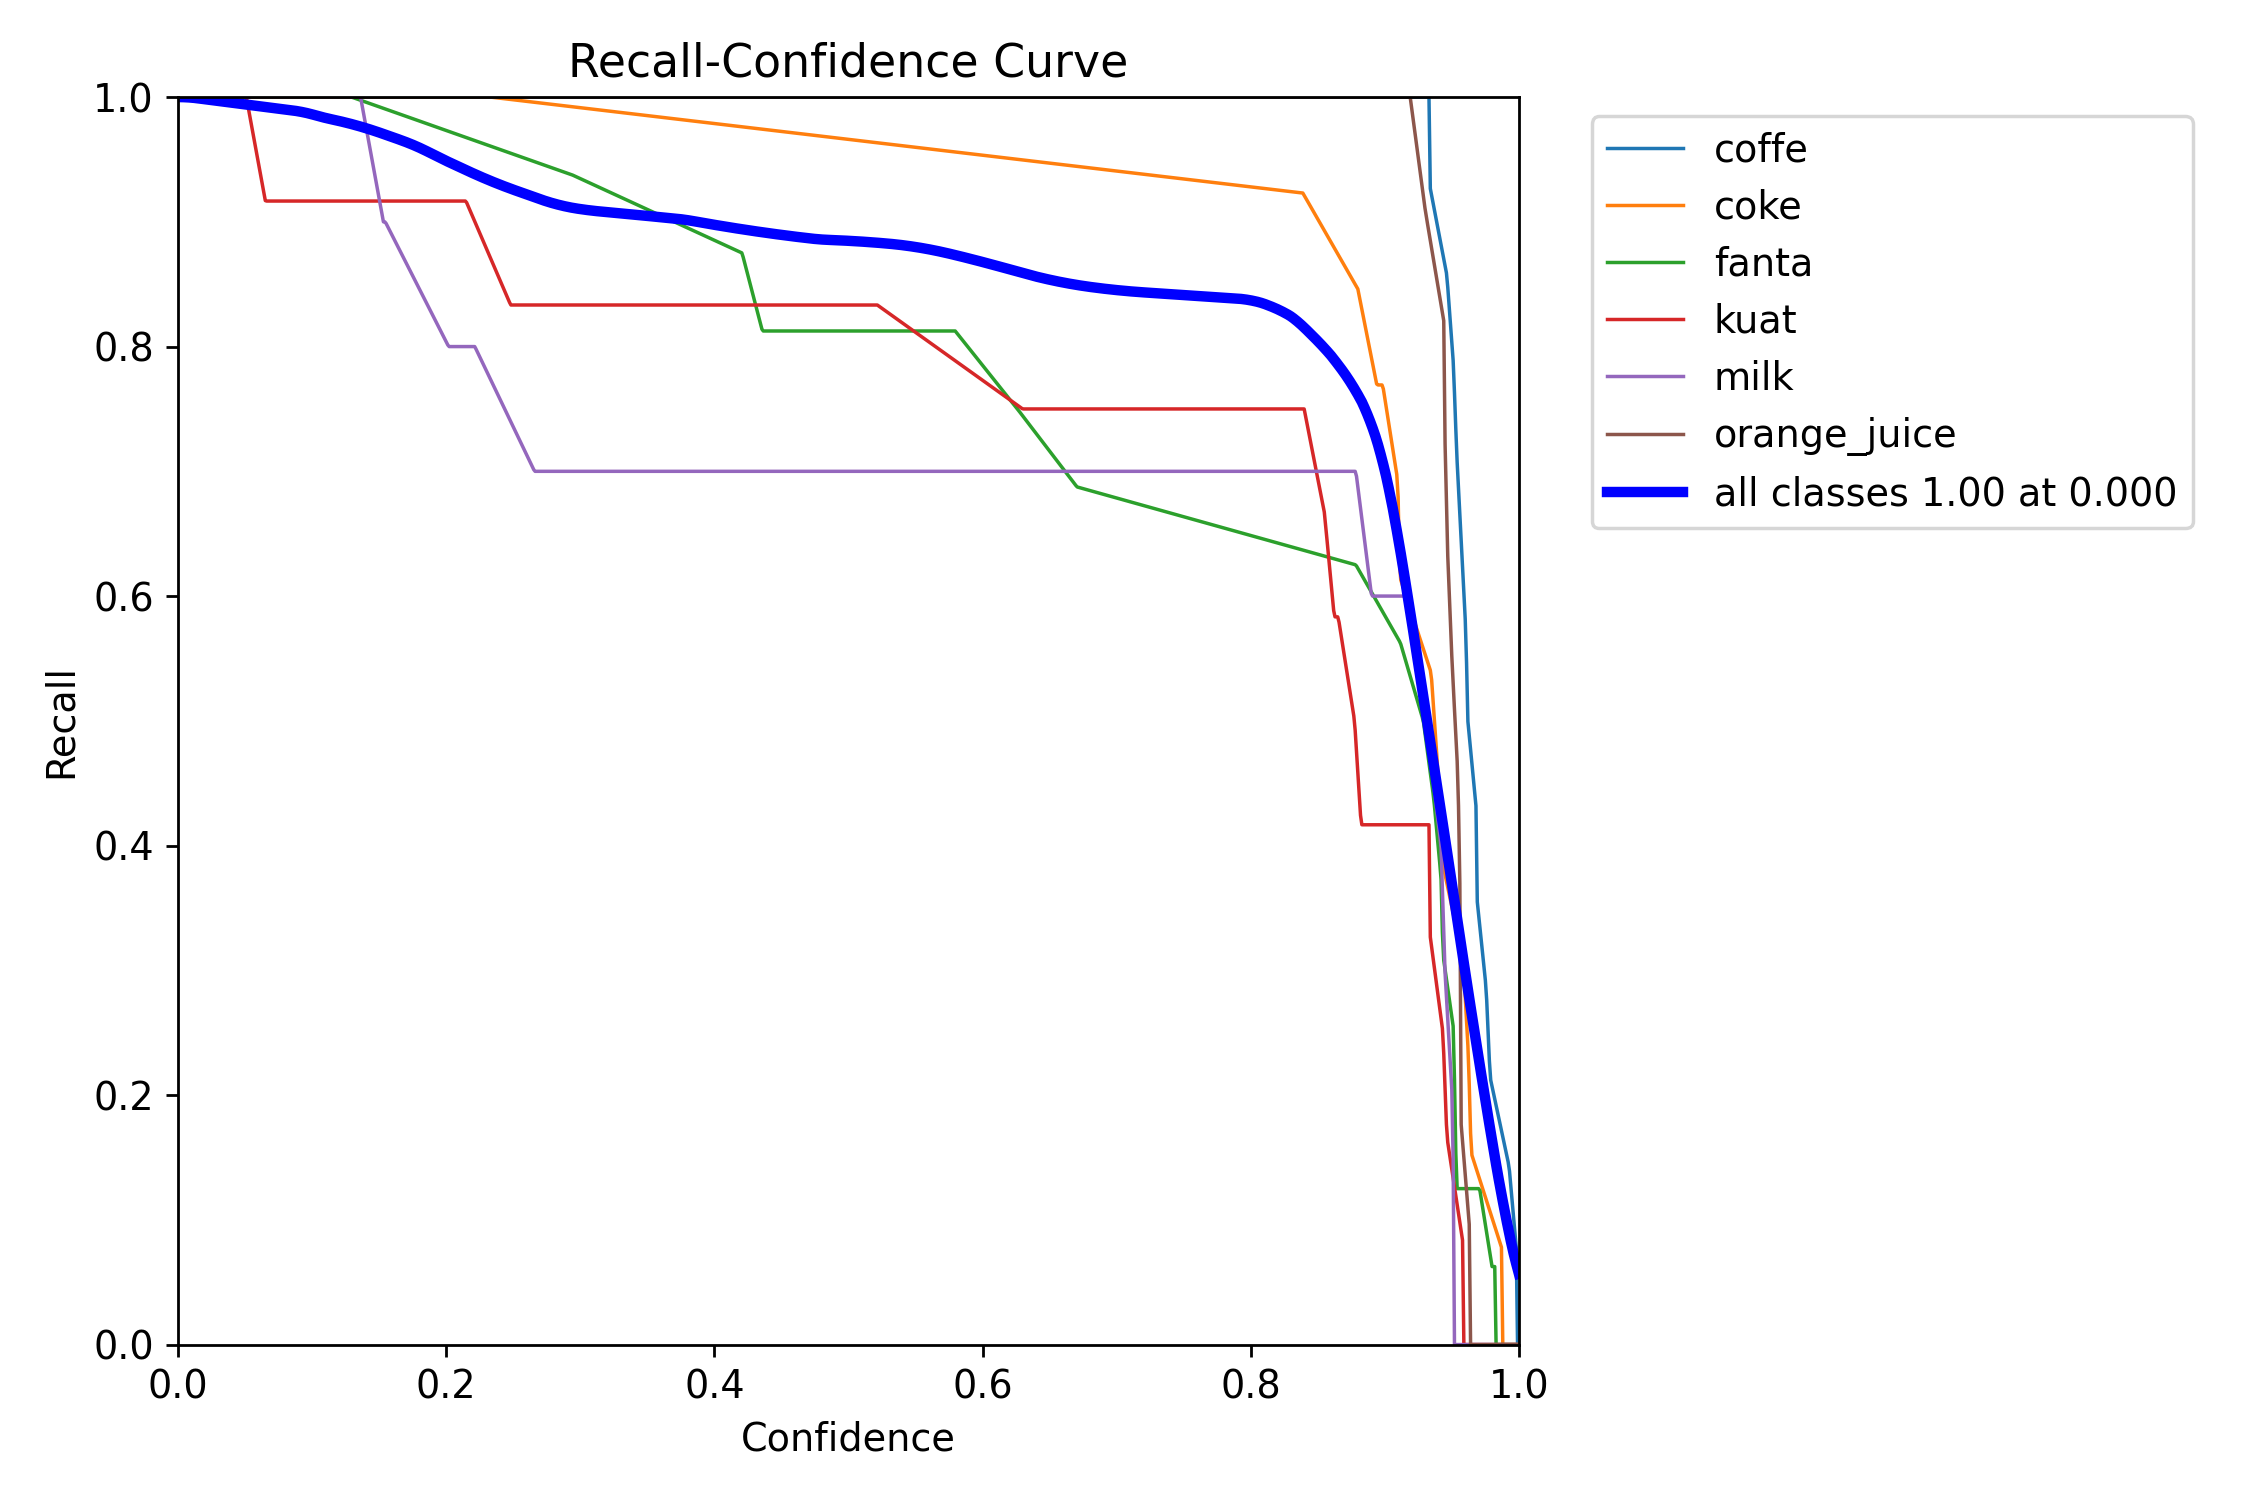 Recall-Confidence Curve
1.0
0.8
0.6
0.4
0.2
0.0
Recall
0.0 0.2 0.4 0.6 0.8 1.0
Confidence
coffe
coke
fanta
kuat
milk
orange_juice
all classes 1.00 at 0.000